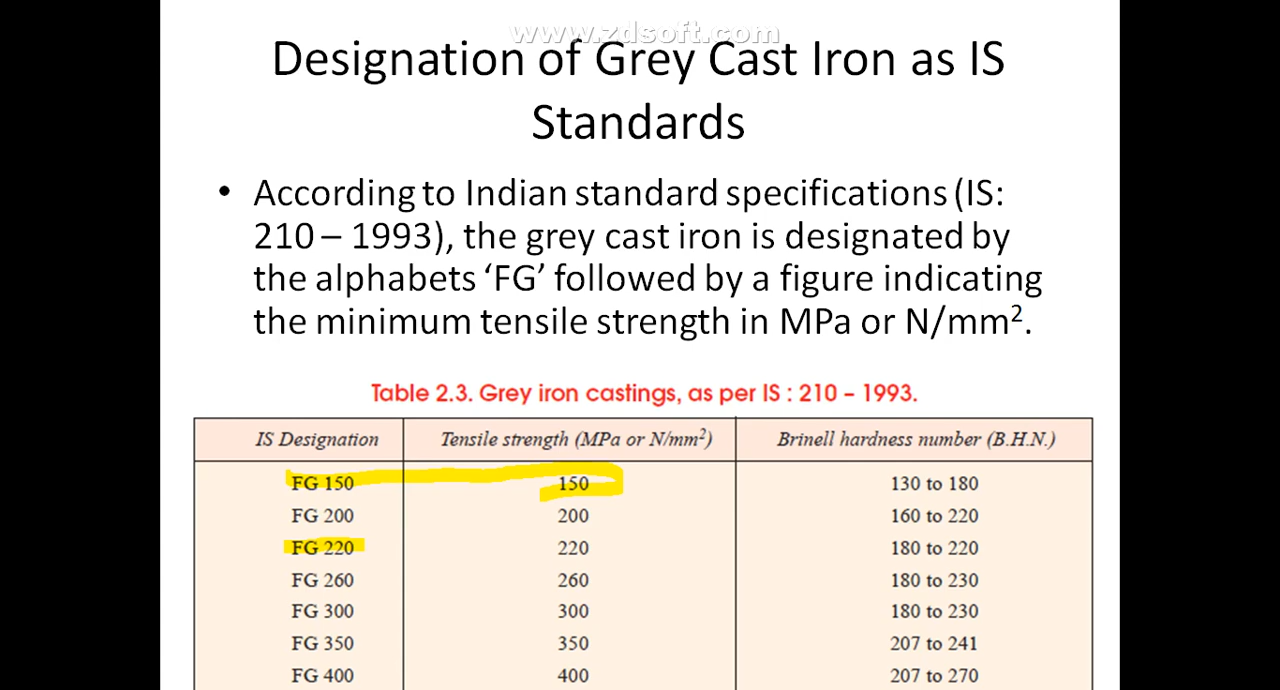 www.zdsoft.com
Designation of Grey Cast Iron as IS
Standards
• According to Indian standard specifications (IS:
210 – 1993), the grey cast iron is designated by
the alphabets ‘FG’ followed by a figure indicating
the minimum tensile strength in MPa or N/mm².
Table 2.3. Grey iron castings, as per IS : 210 – 1993.
IS Designation Tensile strength (MPa or N/mm²) Brinell hardness number (B.H.N.)
FG 150 150 130 to 180
FG 200 200 160 to 220
FG 220 220 180 to 220
FG 260 260 180 to 230
FG 300 300 180 to 230
FG 350 350 207 to 241
FG 400 400 207 to 270